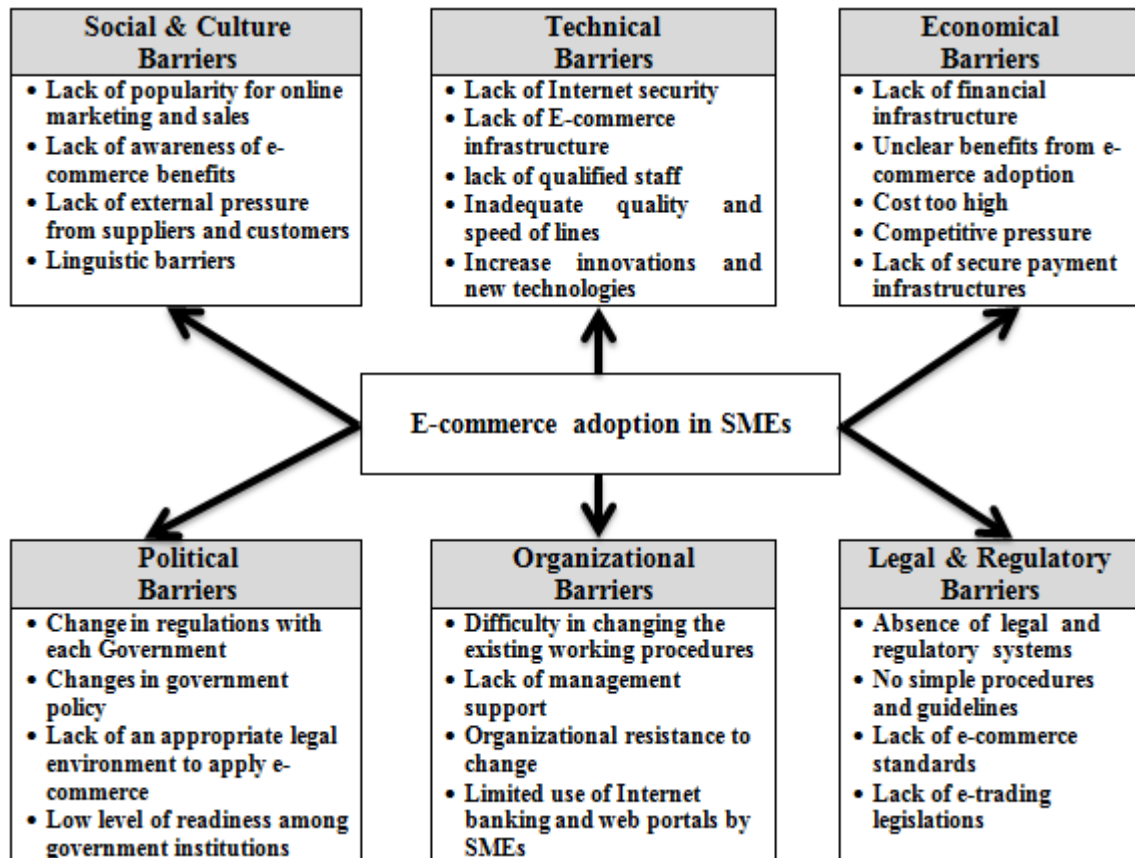 Social & Culture
Barriers
• Lack of popularity for online
marketing and sales
• Lack of awareness of e-
commerce benefits
• Lack of external pressure
from suppliers and customers
• Linguistic barriers
Technical
Barriers
• Lack of Internet security
• Lack of E-commerce
infrastructure
• lack of qualified staff
• Inadequate quality and
speed of lines
• Increase innovations and
new technologies
Economical
Barriers
• Lack of financial
infrastructure
• Unclear benefits from e-
commerce adoption
• Cost too high
• Competitive pressure
• Lack of secure payment
infrastructures
E-commerce adoption in SMEs
Political
Barriers
• Change in regulations with
each Government
• Changes in government
policy
• Lack of an appropriate legal
environment to apply e-
commerce
• Low level of readiness among
government institutions
Organizational
Barriers
• Difficulty in changing the
existing working procedures
• Lack of management
support
• Organizational resistance to
change
• Limited use of Internet
banking and web portals by
SMEs
Legal & Regulatory
Barriers
• Absence of legal and
regulatory systems
• No simple procedures
and guidelines
• Lack of e-commerce
standards
• Lack of e-trading
legislations